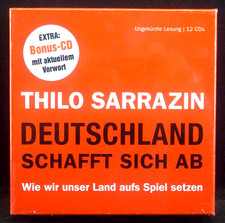 EXTRA:
Bonus-CD
mit aktuellem
Vorwort
Ungekürzte Lesung | 12 CDs
THILO SARRAZIN
DEUTSCHLAND
SCHAFFT SICH AB
Wie wir unser Land aufs Spiel setzen